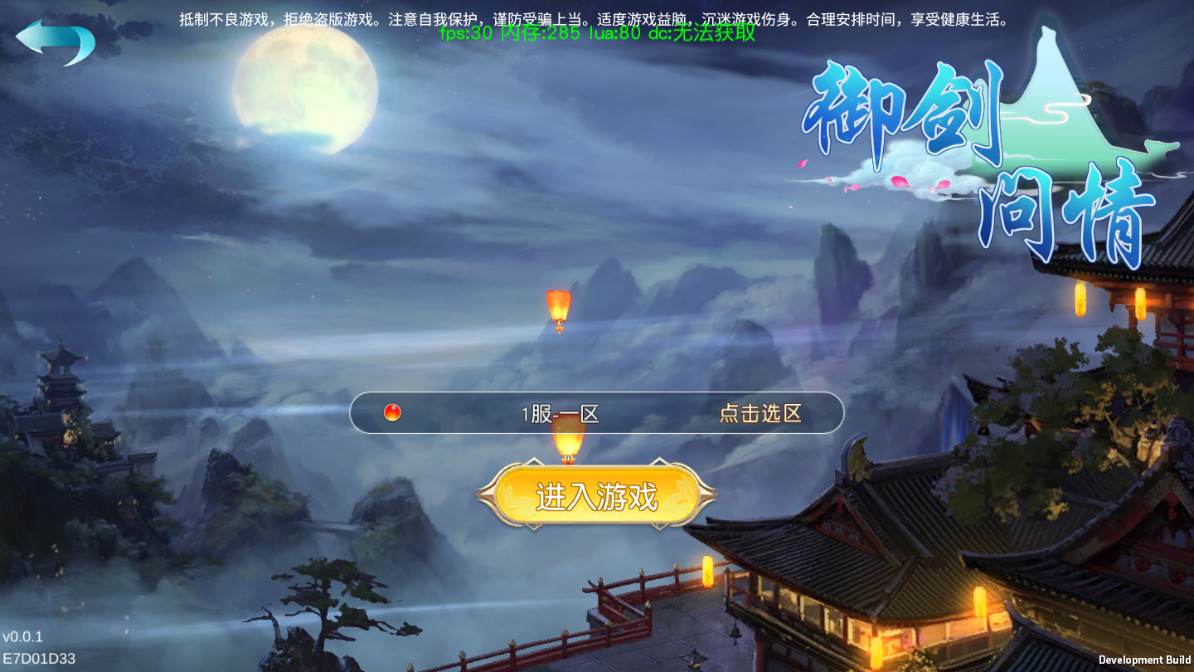 抵制不良游戏，拒绝盗版游戏。注意自我保护，谨防受骗上当。适度游戏益脑，沉迷游戏伤身。合理安排时间，享受健康生活。
fps:30 内存:285 lua:80 dc:无法获取
御剑
问情
1服-一区 点击选区
进入游戏
v0.0.1
E7D01D33
Development Build